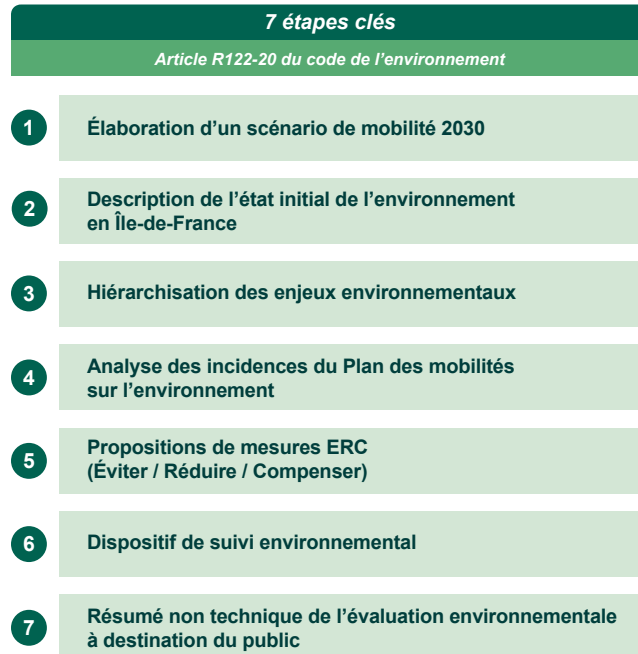 7 étapes clés
Article R122-20 du code de l’environnement
1
Élaboration d’un scénario de mobilité 2030
2
Description de l’état initial de l’environnement
en Île-de-France
3
Hiérarchisation des enjeux environnementaux
4
Analyse des incidences du Plan des mobilités
sur l’environnement
5
Propositions de mesures ERC
(Éviter / Réduire / Compenser)
6
Dispositif de suivi environnemental
7
Résumé non technique de l’évaluation environnementale
à destination du public